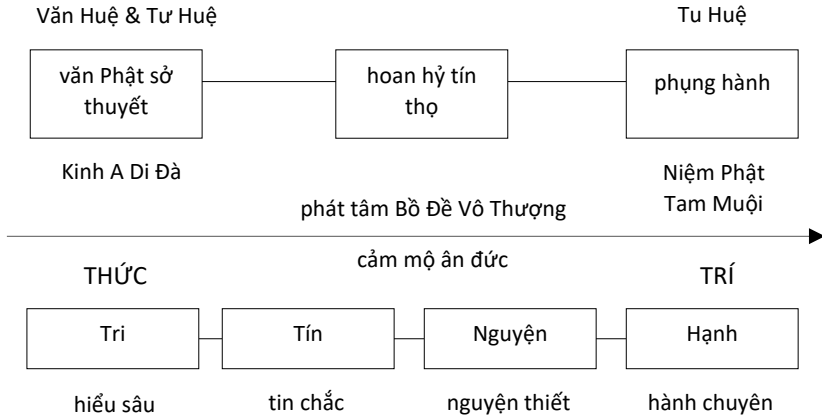 Văn Huệ & Tư Huệ
Tu Huệ
văn Phật sở
thuyết
hoan hỷ tín
thọ
phụng hành
Kinh A Di Đà
Niệm Phật
Tam Muội
phát tâm Bồ Đề Vô Thượng
cảm mộ ân đức
THỨC
TRÍ
Tri
Tín
Nguyện
Hạnh
hiểu sâu
tin chắc
nguyện thiết
hành chuyên